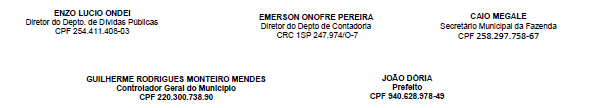 ENZO LUCIO ONDEI
Diretor do Depto. de Dívidas Públicas
CPF 254.411.408-03
EMERSON ONOFRE PEREIRA
Diretor do Depto de Contadoria
CRC 1SP 247.974/O-7
CAIO MEGALE
Secretário Municipal da Fazenda
CPF 258.297.758-67
GUILHERME RODRIGUES MONTEIRO MENDES
Controlador Geral do Município
CPF 220.300.738.90
JOÃO DÓRIA
Prefeito
CPF 940.628.978-49